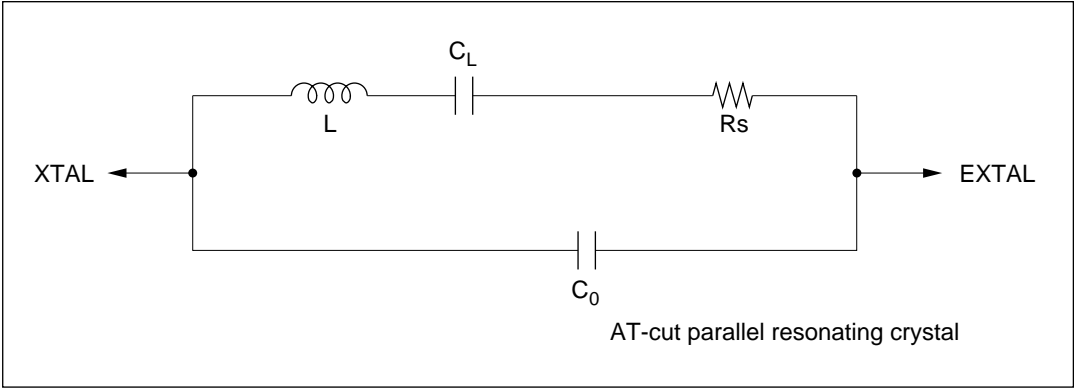 C_L
L
Rs
XTAL
EXTAL
C_0
AT-cut parallel resonating crystal